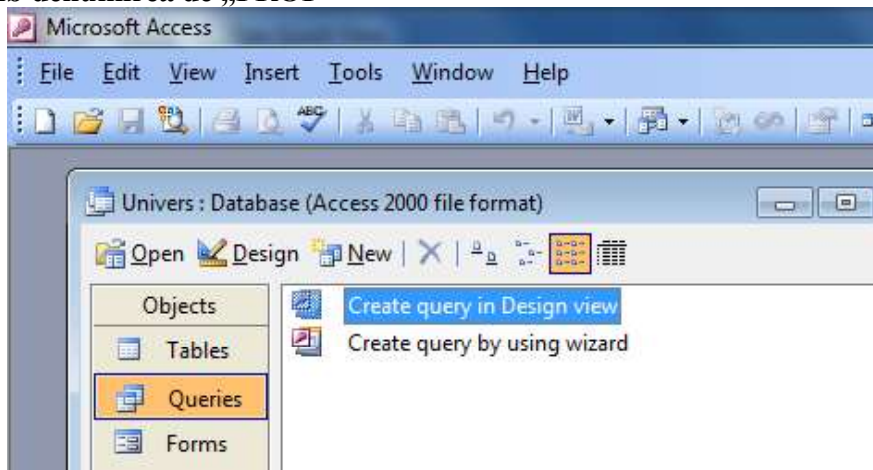 Microsoft Access
File Edit View Insert Tools Window Help
Univers : Database (Access 2000 file format)
Open Design New
Objects
Create query in Design view
Tables
Create query by using wizard
Queries
Forms